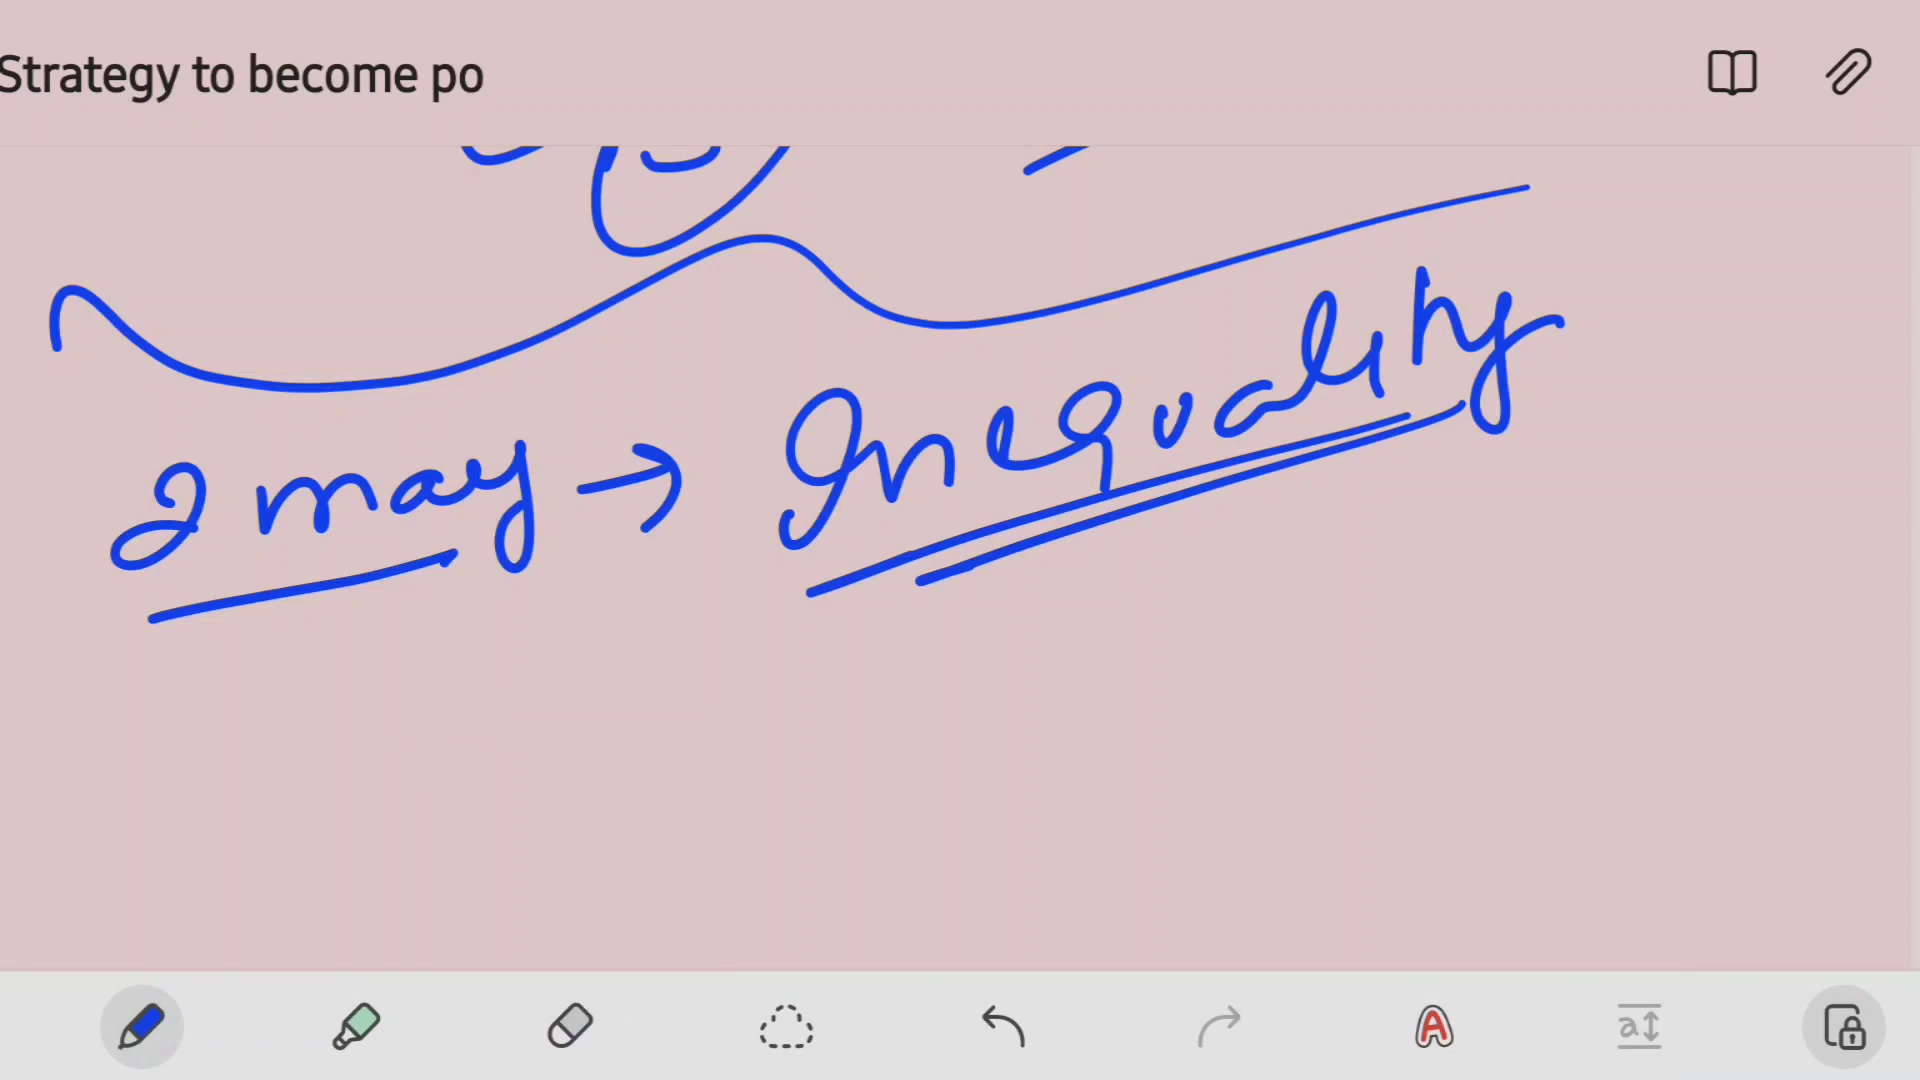 Strategy to become po
2 may → Inequality